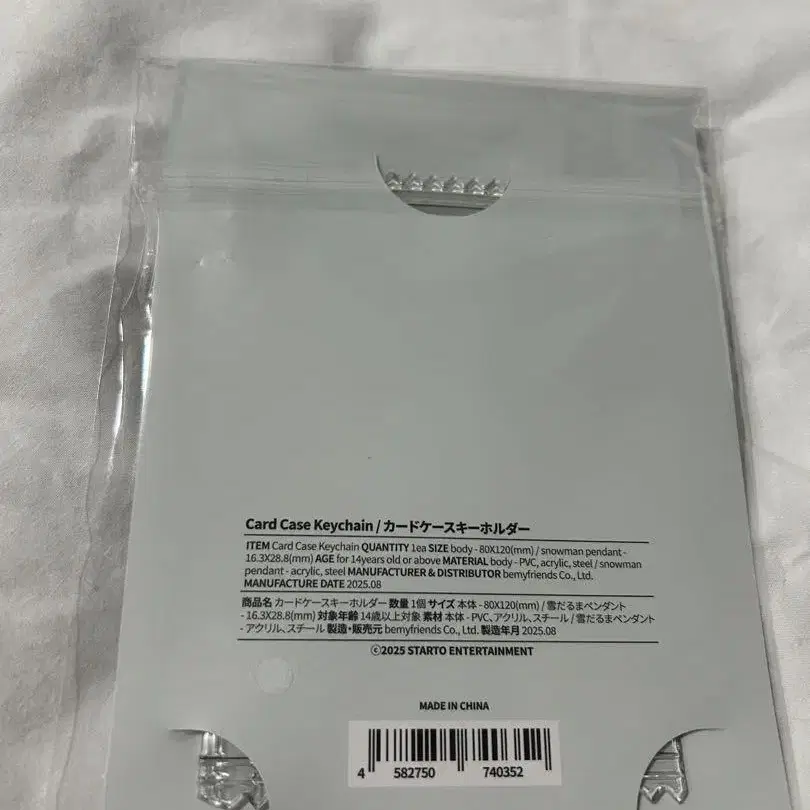 Card Case Keychain / カードケースキーホルダー
ITEM Card Case Keychain QUANTITY 1ea SIZE body - 80X120(mm) / snowman pendant -
16.3X28.8(mm) AGE for 14years old or above MATERIAL body - PVC, acrylic, steel / snowman
pendant - acrylic, steel MANUFACTURER & DISTRIBUTOR bemyfriends Co., Ltd.
MANUFACTURE DATE 2025.08
商品名 カードケースキーホルダー 数量 1個 サイズ 本体 - 80X120(mm) / 雪だるまペンダント
- 16.3X28.8(mm) 対象年齢 14歳以上対象 素材 本体 - PVC、アクリル、スチール / 雪だるまペンダント
- アクリル、スチール 製造・販売元 bemyfriends Co., Ltd. 製造年月 2025.08
©2025 STARTO ENTERTAINMENT
MADE IN CHINA
4 582750 740352